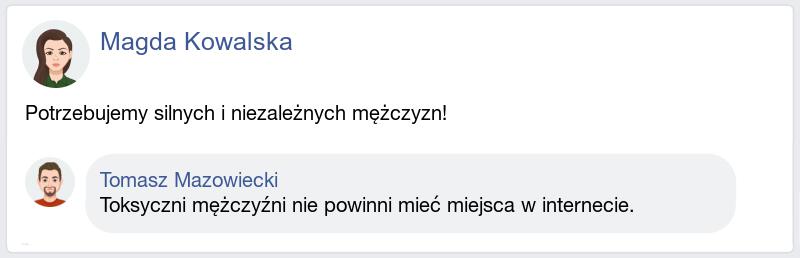 Magda Kowalska
Potrzebujemy silnych i niezależnych mężczyzn!
Tomasz Mazowiecki
Toksyczni mężczyźni nie powinni mieć miejsca w internecie.